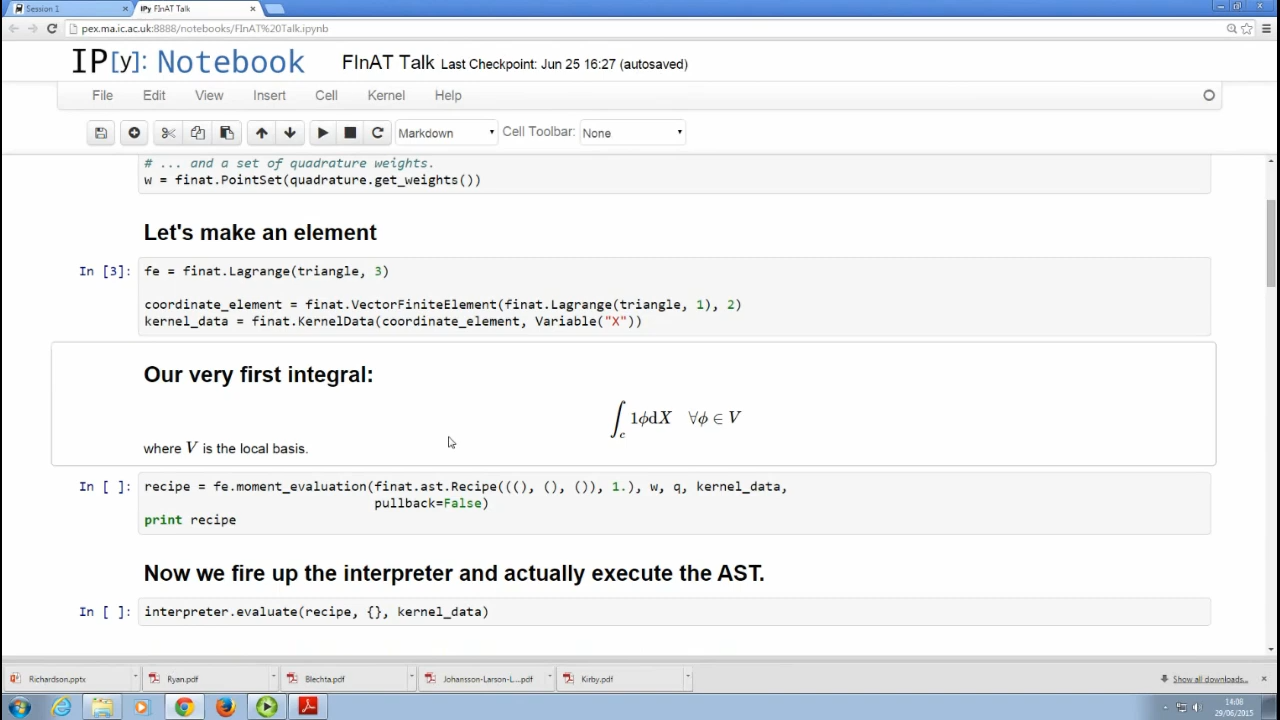 Session 1
IPy FInAT Talk
pex.ma.ic.ac.uk:8888/notebooks/FInAT%20Talk.ipynb
IP[y]: Notebook FInAT Talk Last Checkpoint: Jun 25 16:27 (autosaved)
File Edit View Insert Cell Kernel Help
Markdown Cell Toolbar: None
# ... and a set of quadrature weights.
w = finat.PointSet(quadrature.get_weights())
Let's make an element
In [3]: fe = finat.Lagrange(triangle, 3)
coordinate_element = finat.VectorFiniteElement(finat.Lagrange(triangle, 1), 2)
kernel_data = finat.KernelData(coordinate_element, Variable("X"))
Our very first integral:
∫c 1ϕdX ∀ϕ ∈ V
where V is the local basis.
In [ ]: recipe = fe.moment_evaluation(finat.ast.Recipe(((), (), ()), 1.), w, q, kernel_data,
pullback=False)
print recipe
Now we fire up the interpreter and actually execute the AST.
In [ ]: interpreter.evaluate(recipe, {}, kernel_data)
Richardson.pptx Ryan.pdf Blechta.pdf Johansson-Larson-L....pdf Kirby.pdf Show all downloads...
14:06
29/06/2015